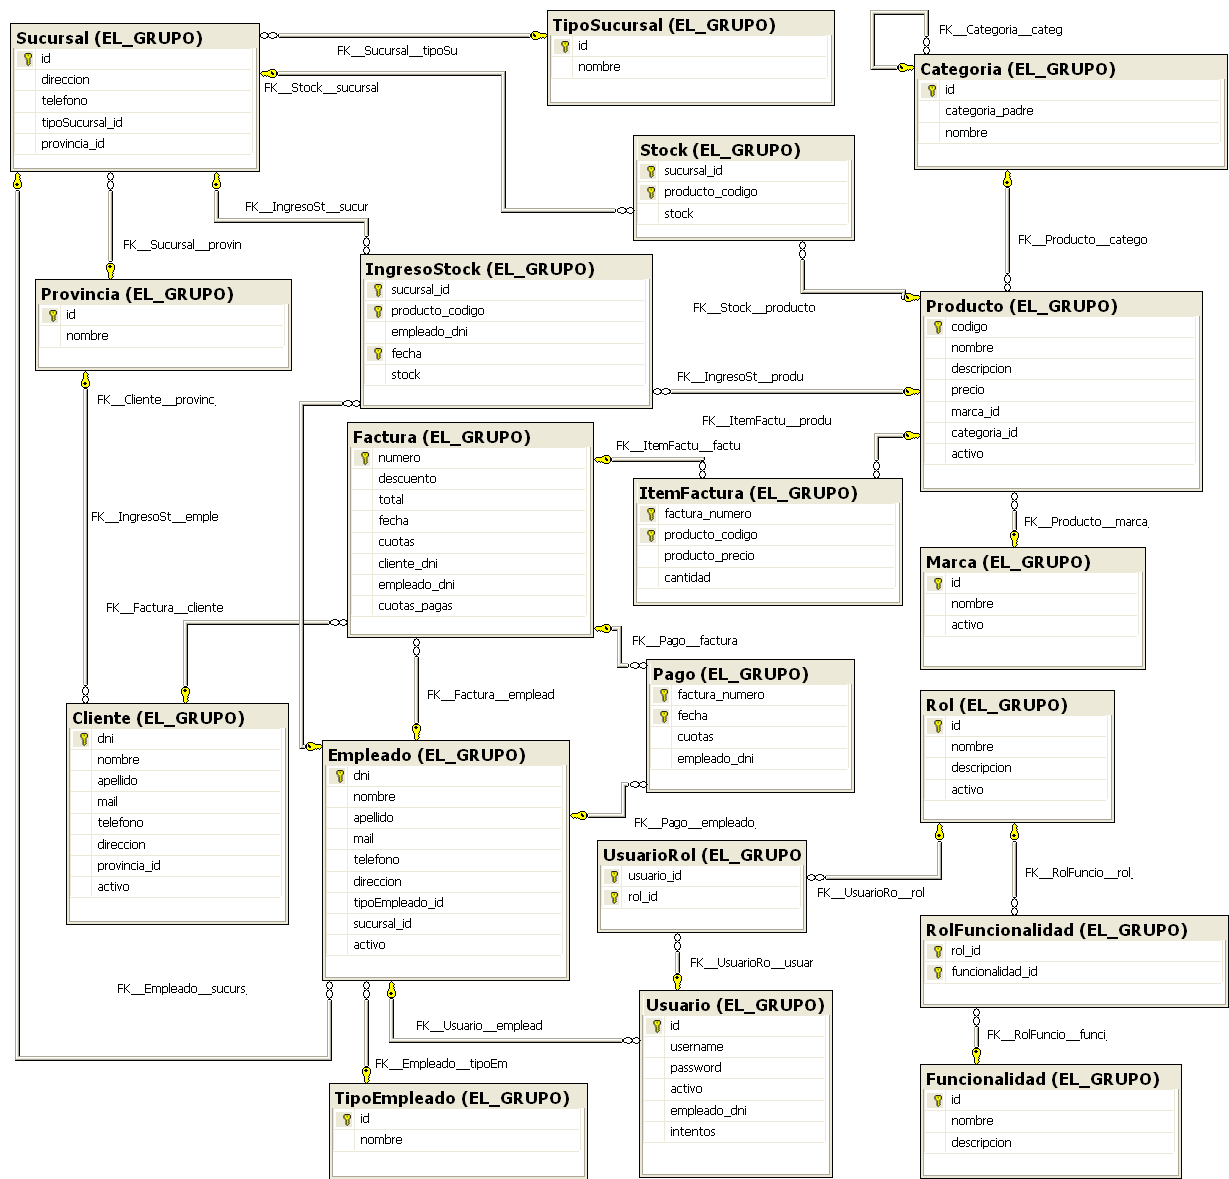 Sucursal (EL_GRUPO)
id
direccion
telefono
tipoSucursal_id
provincia_id
FK__Sucursal__tipoSu
FK__Stock__sucursal
TipoSucursal (EL_GRUPO)
id
nombre
FK__Categoria__categ
Categoria (EL_GRUPO)
id
categoria_padre
nombre
Stock (EL_GRUPO)
sucursal_id
producto_codigo
stock
FK__IngresoSt__sucur
FK__Sucursal__provin
FK__Producto__catego
Provincia (EL_GRUPO)
id
nombre
IngresoStock (EL_GRUPO)
sucursal_id
producto_codigo
empleado_dni
fecha
stock
FK__Stock__producto
Producto (EL_GRUPO)
codigo
nombre
descripcion
precio
marca_id
categoria_id
activo
FK__IngresoSt__produ
FK__Cliente__provinc
FK__ItemFactu__produ
FK__ItemFactu__factu
Factura (EL_GRUPO)
numero
descuento
total
fecha
cuotas
cliente_dni
empleado_dni
cuotas_pagas
ItemFactura (EL_GRUPO)
factura_numero
producto_codigo
producto_precio
cantidad
FK__IngresoSt__emple
FK__Producto__marca
Marca (EL_GRUPO)
id
nombre
activo
FK__Factura__cliente
FK__Pago__factura
Pago (EL_GRUPO)
factura_numero
fecha
cuotas
empleado_dni
FK__Factura__emplead
Cliente (EL_GRUPO)
dni
nombre
apellido
mail
telefono
direccion
provincia_id
activo
Empleado (EL_GRUPO)
dni
nombre
apellido
mail
telefono
direccion
tipoEmpleado_id
sucursal_id
activo
Rol (EL_GRUPO)
id
nombre
descripcion
activo
FK__Pago__empleado
UsuarioRol (EL_GRUPO
usuario_id
rol_id
FK__UsuarioRo__rol
FK__RolFuncio__rol
RolFuncionalidad (EL_GRUPO)
rol_id
funcionalidad_id
FK__UsuarioRo__usuar
FK__Empleado__sucurs
FK__Usuario__emplead
Usuario (EL_GRUPO)
id
username
password
activo
empleado_dni
intentos
FK__RolFuncio__funci
FK__Empleado__tipoEm
TipoEmpleado (EL_GRUPO)
id
nombre
Funcionalidad (EL_GRUPO)
id
nombre
descripcion